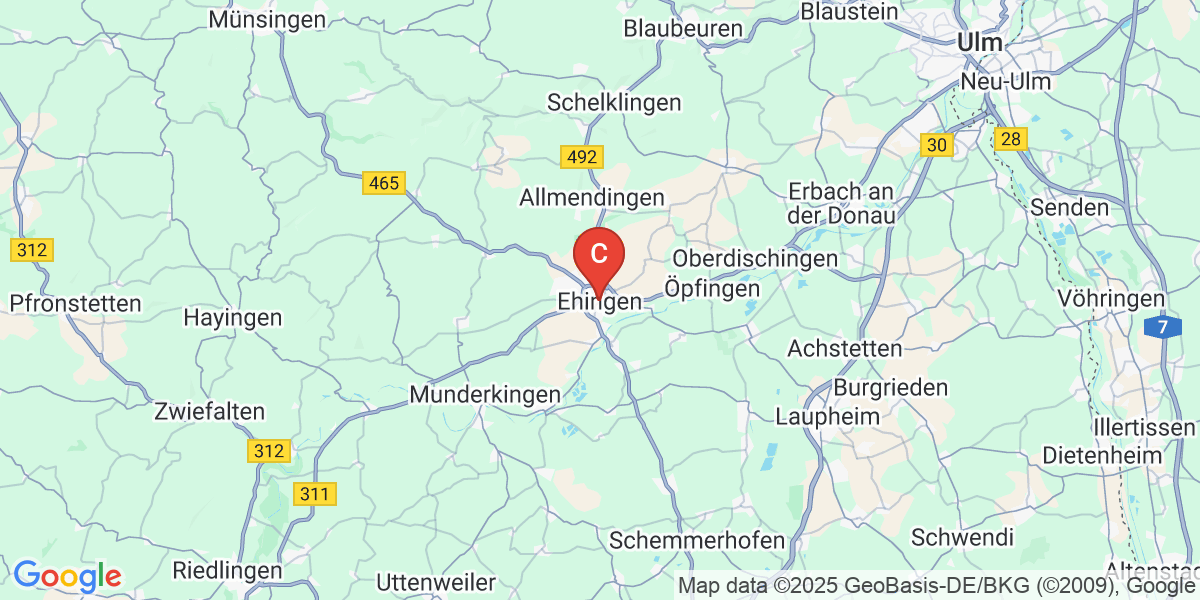 Münsingen
Blaubeuren
Blaustein
Ulm
Neu-Ulm
Schelklingen
30
28
492
465
Allmendingen
Erbach an
der Donau
Senden
312
C
Oberdischingen
Öpfingen
Pfronstetten
Hayingen
Ehingen
Vöhringen
7
Achstetten
Munderkingen
Burgrieden
Zwiefalten
Laupheim
Illertissen
312
Dietenheim
311
Schemmerhofen
Schwendi
Riedlingen
Uttenweiler
Altenstad
Google
Map data ©2025 GeoBasis-DE/BKG (©2009), Google